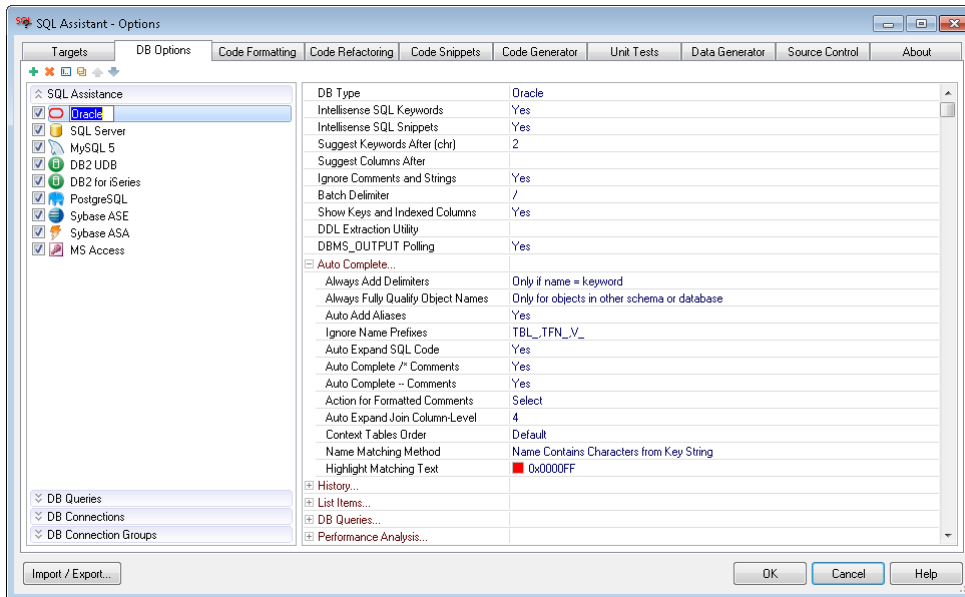 SQL Assistant - Options
Targets DB Options Code Formatting Code Refactoring Code Snippets Code Generator Unit Tests Data Generator Source Control About
SQL Assistance
Oracle
SQL Server
MySQL 5
DB2 UDB
DB2 for iSeries
PostgreSQL
Sybase ASE
Sybase ASA
MS Access
DB Queries
DB Connections
DB Connection Groups
DB Type Oracle
Intellisense SQL Keywords Yes
Intellisense SQL Snippets Yes
Suggest Keywords After (chr) 2
Suggest Columns After
Ignore Comments and Strings Yes
Batch Delimiter /
Show Keys and Indexed Columns Yes
DDL Extraction Utility
DBMS_OUTPUT Polling Yes
Auto Complete...
Always Add Delimiters Only if name = keyword
Always Fully Qualify Object Names Only for objects in other schema or database
Auto Add Aliases Yes
Ignore Name Prefixes TBL_,TFN_,V_
Auto Expand SQL Code Yes
Auto Complete /* Comments Yes
Auto Complete -- Comments Yes
Action for Formatted Comments Select
Auto Expand Join Column-Level 4
Context Tables Order Default
Name Matching Method Name Contains Characters from Key String
Highlight Matching Text 0x0000FF
History...
List Items...
DB Queries...
Performance Analysis...
Import / Export... OK Cancel Help